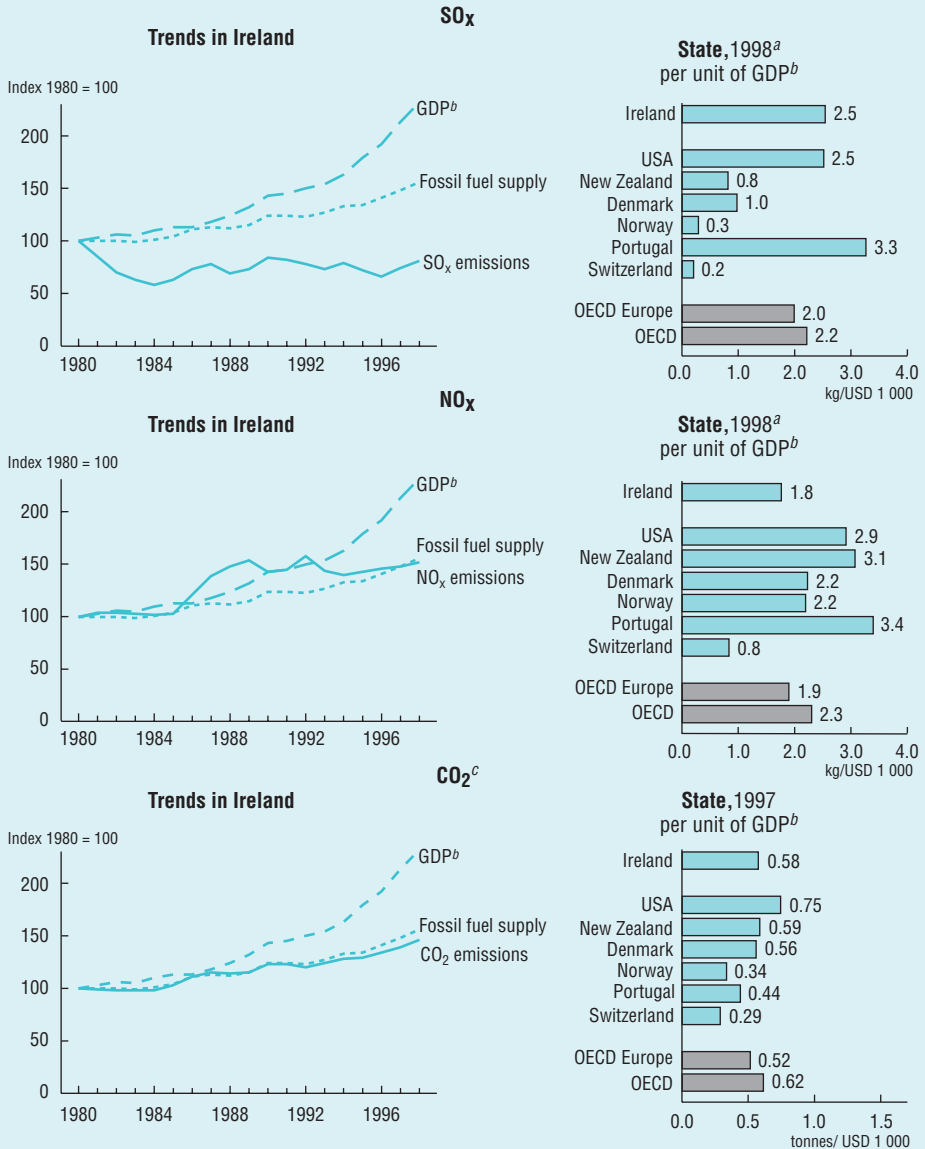 SOx
Trends in Ireland
Index 1980 = 100
200
150
100
50
0
1980 1984 1988 1992 1996
GDPb
Fossil fuel supply
SOx emissions
State, 1998a
per unit of GDPb
Ireland 2.5
USA 2.5
New Zealand 0.8
Denmark 1.0
Norway 0.3
Portugal 3.3
Switzerland 0.2
OECD Europe 2.0
OECD 2.2
0.0 1.0 2.0 3.0 4.0
kg/USD 1 000
NOx
Trends in Ireland
Index 1980 = 100
200
150
100
50
0
1980 1984 1988 1992 1996
GDPb
Fossil fuel supply
NOx emissions
State, 1998a
per unit of GDPb
Ireland 1.8
USA 2.9
New Zealand 3.1
Denmark 2.2
Norway 2.2
Portugal 3.4
Switzerland 0.8
OECD Europe 1.9
OECD 2.3
0.0 1.0 2.0 3.0 4.0
kg/USD 1 000
CO2c
Trends in Ireland
Index 1980 = 100
200
150
100
50
0
1980 1984 1988 1992 1996
GDPb
Fossil fuel supply
CO2 emissions
State, 1997
per unit of GDPb
Ireland 0.58
USA 0.75
New Zealand 0.59
Denmark 0.56
Norway 0.34
Portugal 0.44
Switzerland 0.29
OECD Europe 0.52
OECD 0.62
0.0 0.5 1.0 1.5
tonnes/ USD 1 000